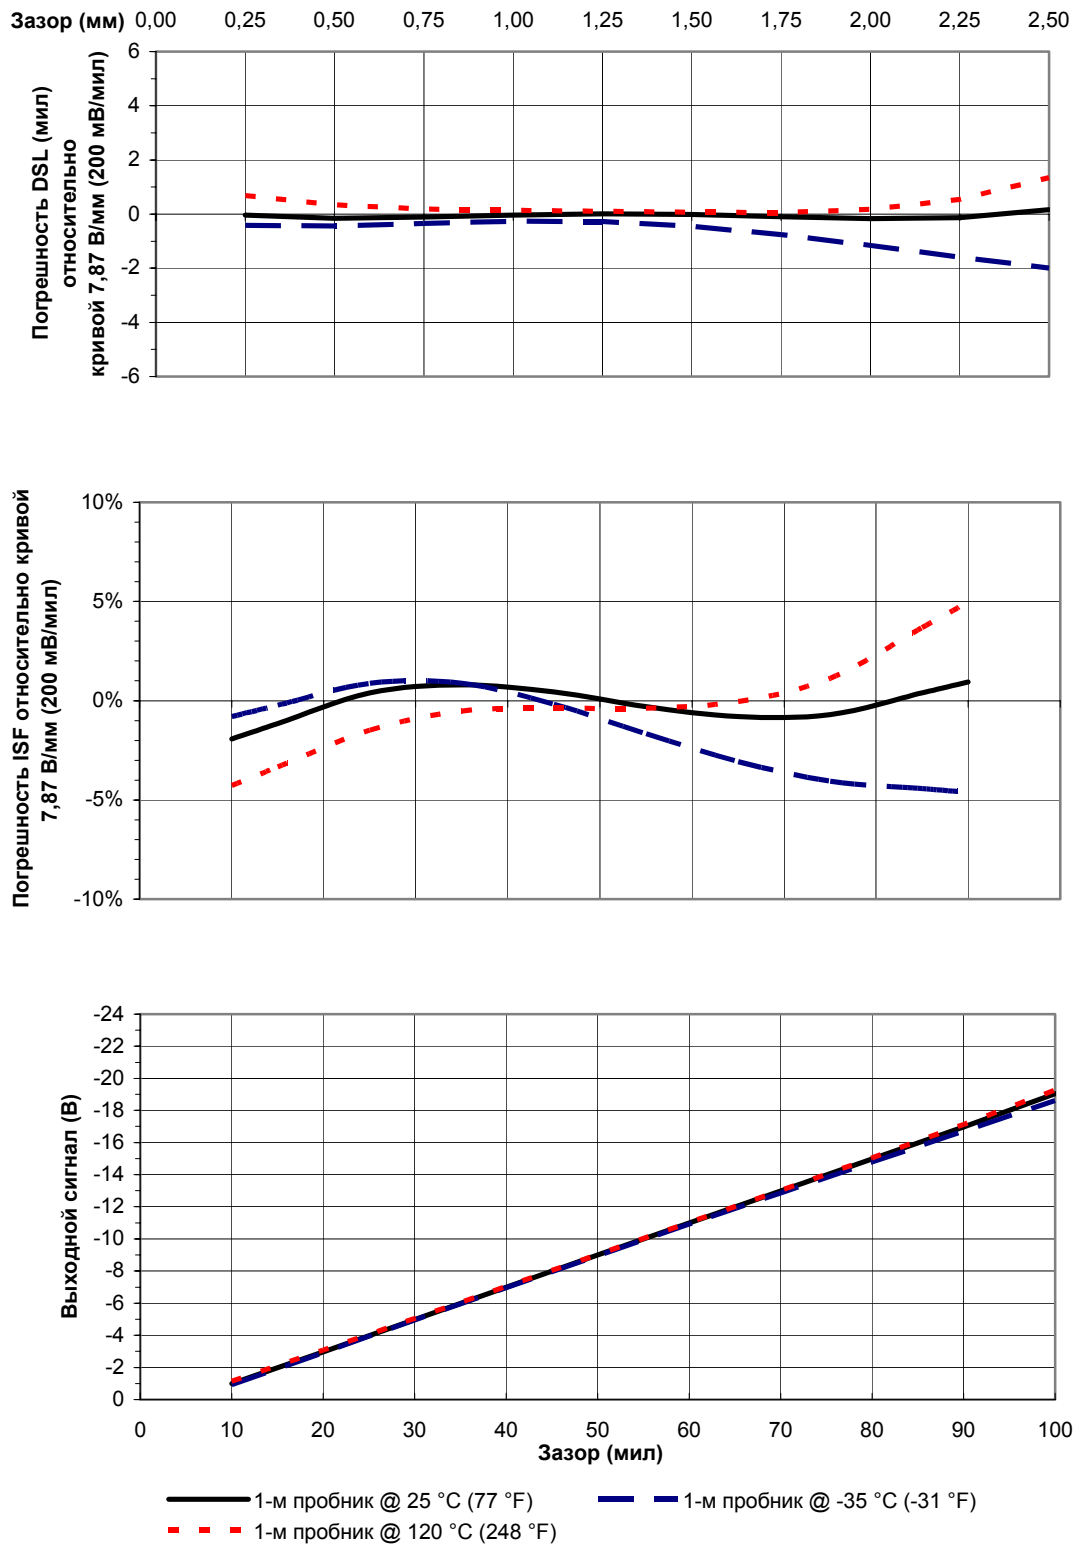 Зазор (мм) 0,00 0,25 0,50 0,75 1,00 1,25 1,50 1,75 2,00 2,25 2,50
Погрешность DSL (мил)
относительно
кривой 7,87 В/мм (200 мВ/мил)
6
4
2
0
-2
-4
-6
Погрешность ISF относительно кривой
7,87 В/мм (200 мВ/мил)
10%
5%
0%
-5%
-10%
Выходной сигнал (В)
-24
-22
-20
-18
-16
-14
-12
-10
-8
-6
-4
-2
0
0 10 20 30 40 50 60 70 80 90 100
Зазор (мил)
1-м пробник @ 25 °C (77 °F)
1-м пробник @ -35 °C (-31 °F)
1-м пробник @ 120 °C (248 °F)